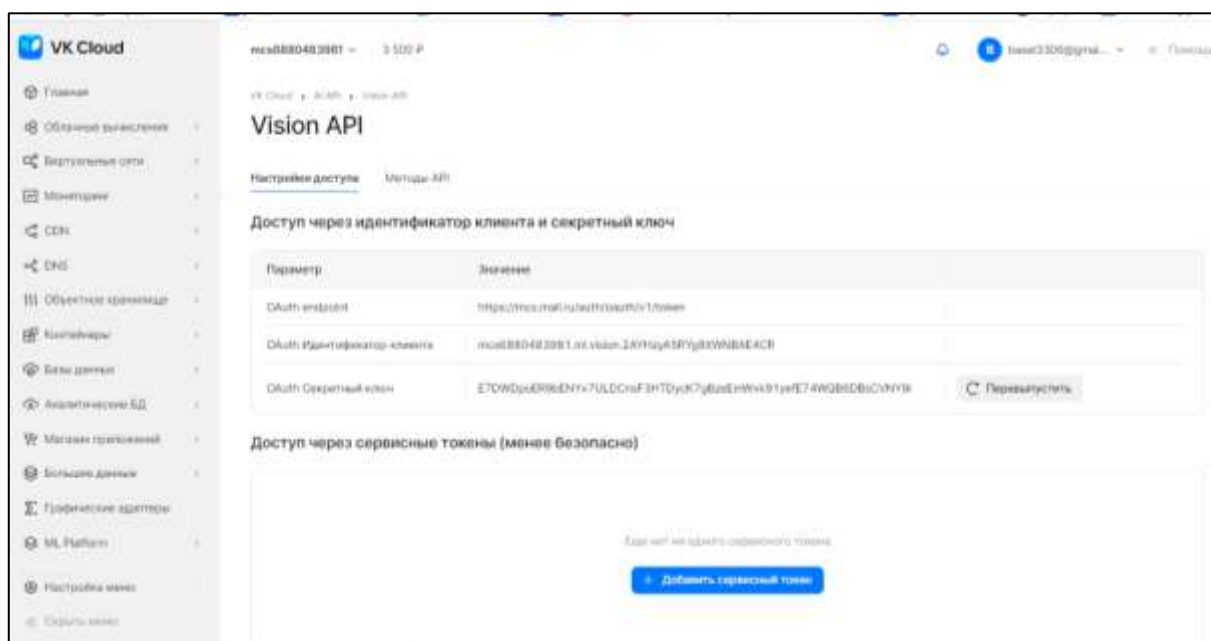 VK Cloud
3 500 ₽
Главная
VK Cloud AI API Vision API
Облачные вычисления
Vision API
Виртуальные сети
Настройки доступа Методы API
Мониторинг
CDN
Доступ через идентификатор клиента и секретный ключ
DNS
Параметр Значение
Объектное хранилище
OAuth endpoint https://mcs.mail.ru/auth/oauth/v1/token
Контейнеры
OAuth Идентификатор клиента
Базы данных
OAuth Секретный ключ Перевыпустить
Аналитические БД
Магазин приложений
Доступ через сервисные токены (менее безопасно)
Большие данные
Графические адаптеры
ML Platform
Еще нет ни одного сервисного токена
Добавить сервисный токен
Настройка меню
Скрыть меню